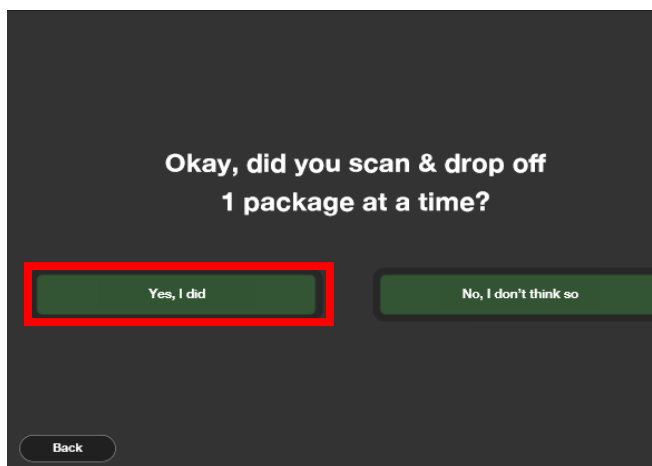 Okay, did you scan & drop off
1 package at a time?
Yes, I did
No, I don't think so
Back